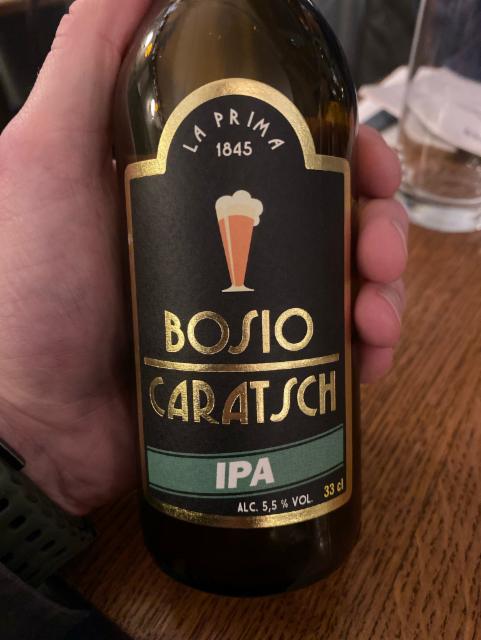 LA PRIMA
1845
BOSIO
CARATSCH
IPA
ALC. 5,5 % VOL. 33 cl